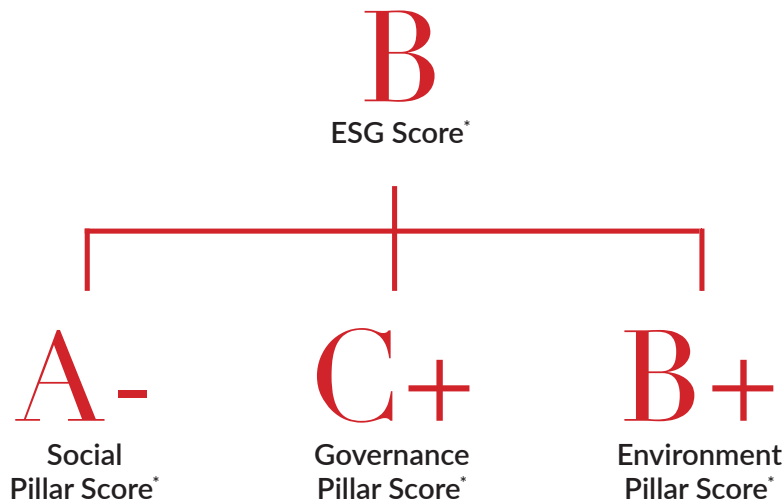 B
ESG Score*
A- C+ B+
Social Governance Environment
Pillar Score* Pillar Score* Pillar Score*